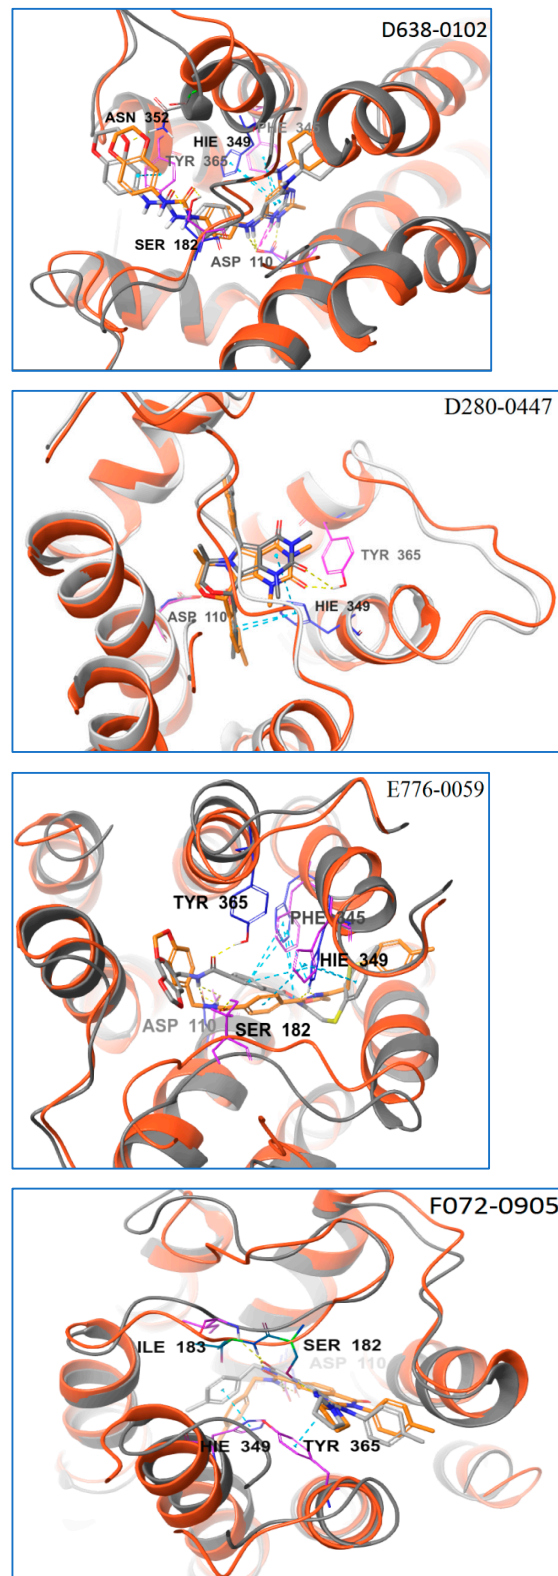 D638-0102
ASN 352
PHE 345
HIE 349
TYR 365
SER 182
ASP 110
D280-0447
TYR 365
ASP 110
HIE 349
E776-0059
TYR 365
PHE 345
HIE 349
ASP 110
SER 182
F072-0905
ILE 183
SER 182
ASP 110
HIE 349
TYR 365